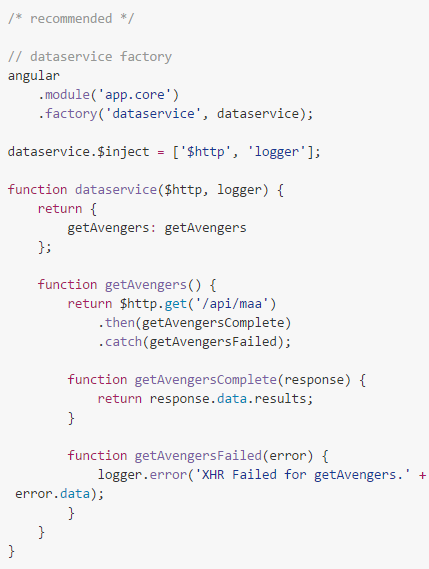 /* recommended */

// dataservice factory
angular
    .module('app.core')
    .factory('dataservice', dataservice);

dataservice.$inject = ['$http', 'logger'];

function dataservice($http, logger) {
    return {
        getAvengers: getAvengers
    };

    function getAvengers() {
        return $http.get('/api/maa')
            .then(getAvengersComplete)
            .catch(getAvengersFailed);

        function getAvengersComplete(response) {
            return response.data.results;
        }

        function getAvengersFailed(error) {
            logger.error('XHR Failed for getAvengers.' +
 error.data);
        }
    }
}